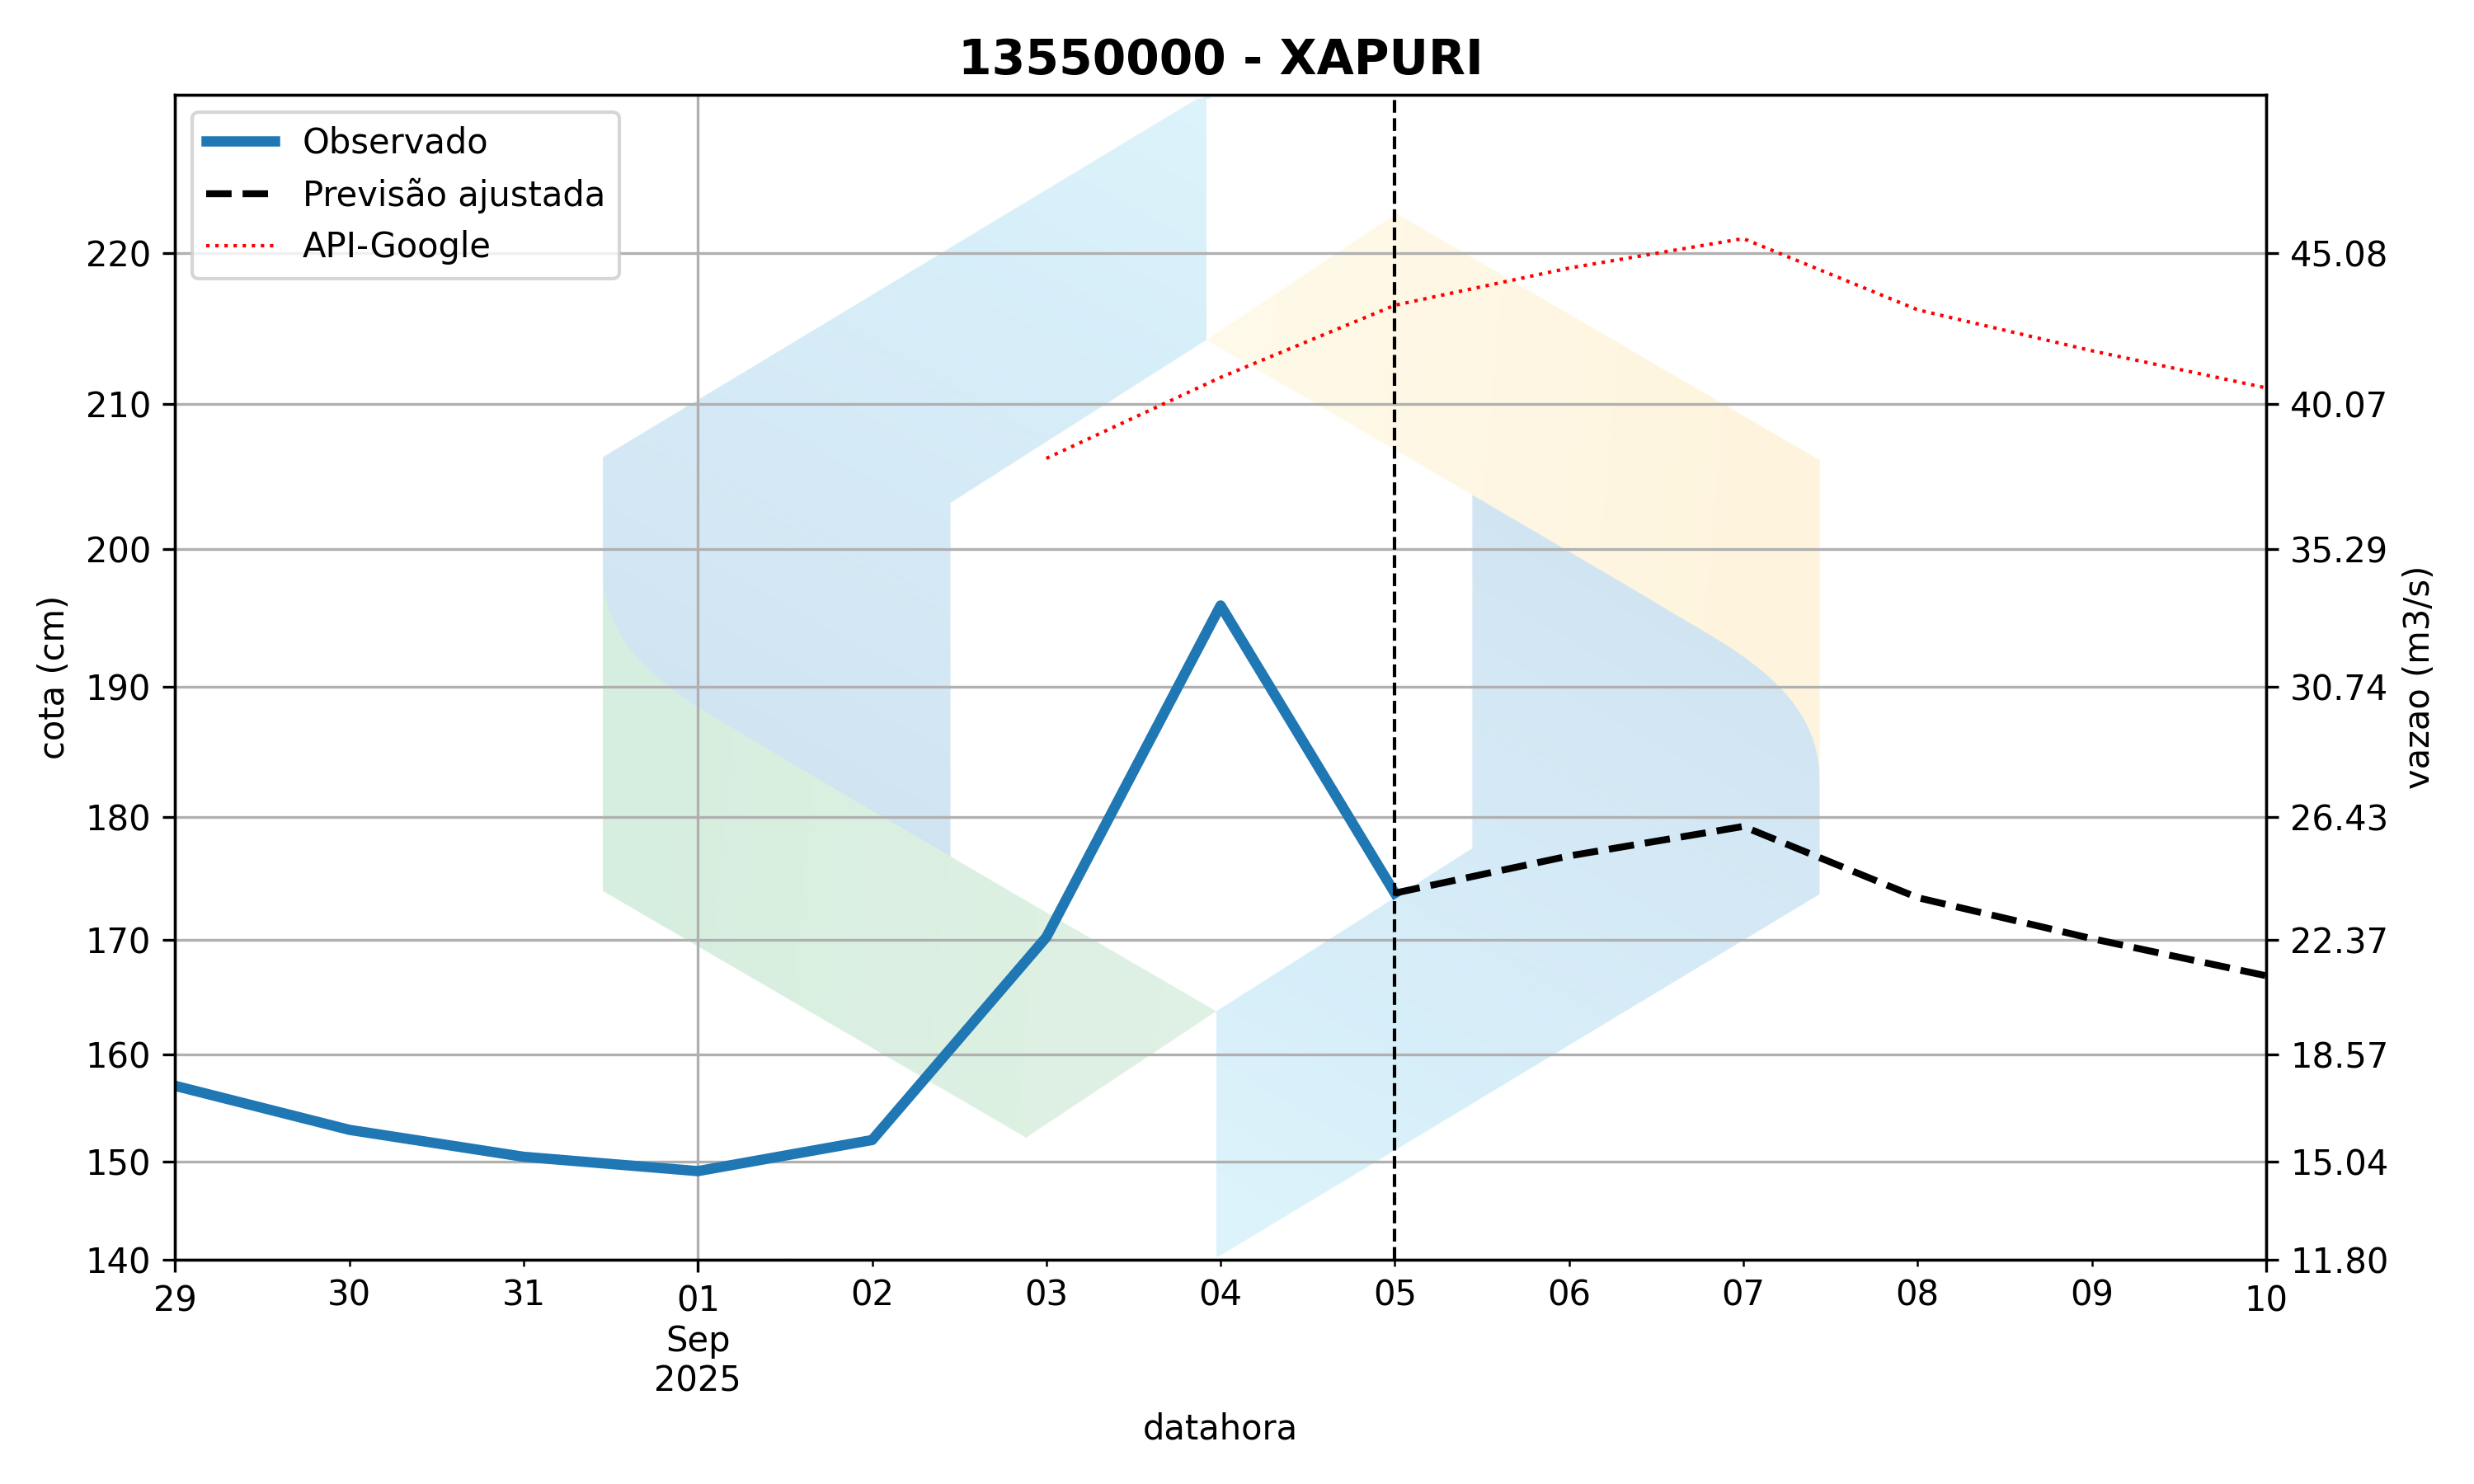 13550000 - XAPURI
Observado
Previsão ajustada
API-Google
cota (cm)
220
210
200
190
180
170
160
150
140
45.08
40.07
35.29
30.74
26.43
22.37
18.57
15.04
11.80
vazao (m3/s)
29 30 31 01 02 03 04 05 06 07 08 09 10
Sep
2025
datahora